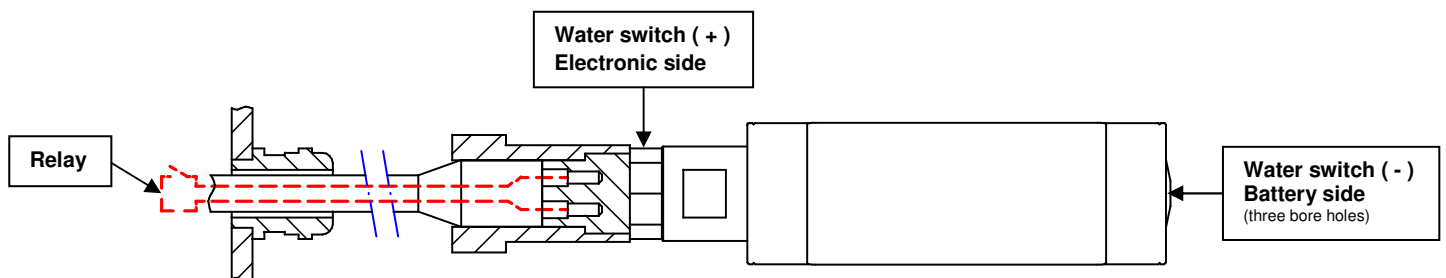 Water switch ( + )
Electronic side
Relay
Water switch ( - )
Battery side
(three bore holes)